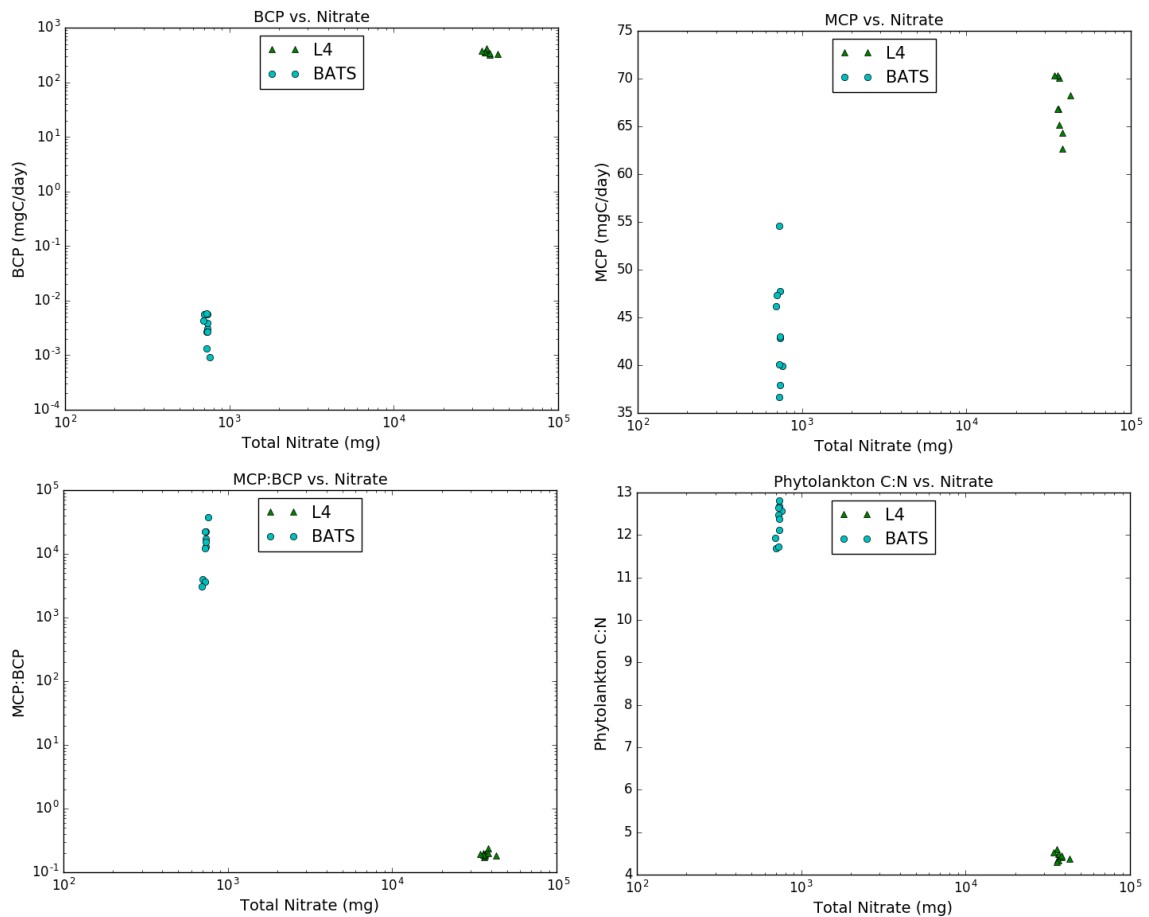 BCP vs. Nitrate
L4
BATS
10^3
10^2
10^1
10^0
10^-1
10^-2
10^-3
10^-4
BCP (mgC/day)
10^2
10^3
10^4
10^5
Total Nitrate (mg)
MCP vs. Nitrate
L4
BATS
75
70
65
60
55
50
45
40
35
MCP (mgC/day)
10^2
10^3
10^4
10^5
Total Nitrate (mg)
MCP:BCP vs. Nitrate
L4
BATS
10^5
10^4
10^3
10^2
10^1
10^0
10^-1
MCP:BCP
10^2
10^3
10^4
10^5
Total Nitrate (mg)
Phytolankton C:N vs. Nitrate
L4
BATS
13
12
11
10
9
8
7
6
5
4
Phytolankton C:N
10^2
10^3
10^4
10^5
Total Nitrate (mg)